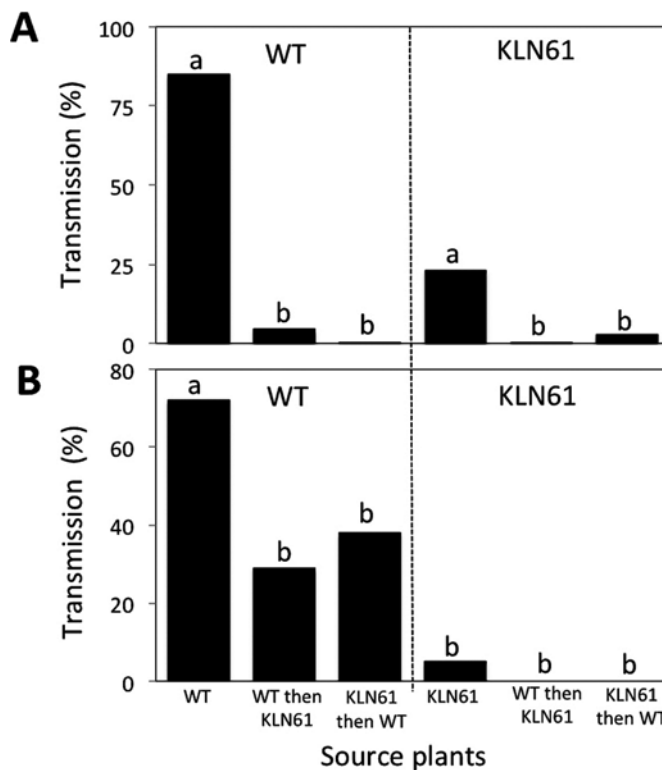 A
WT
KLN61
Transmission (%)
100
75
50
25
0
a
b
b
a
b
b
B
WT
KLN61
Transmission (%)
80
60
40
20
0
a
b
b
b
b
b
WT
WT then
KLN61
KLN61
then WT
KLN61
WT then
KLN61
KLN61
then WT
Source plants